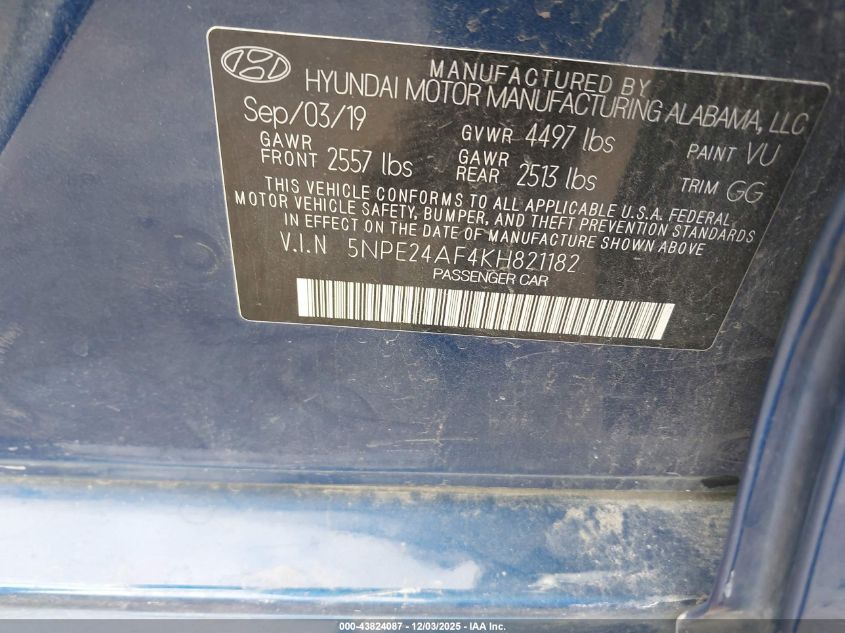 MANUFACTURED BY
HYUNDAI MOTOR MANUFACTURING ALABAMA, LLC
Sep/03/19
GVWR 4497 lbs
PAINT VU
GAWR FRONT 2557 lbs
GAWR REAR 2513 lbs
TRIM GG
THIS VEHICLE CONFORMS TO ALL APPLICABLE U.S.A. FEDERAL
MOTOR VEHICLE SAFETY, BUMPER, AND THEFT PREVENTION STANDARDS
IN EFFECT ON THE DATE OF MANUFACTURE SHOWN ABOVE
V.I.N 5NPE24AF4KH821182
PASSENGER CAR
000-43824087 - 12/03/2025 - IAA Inc.